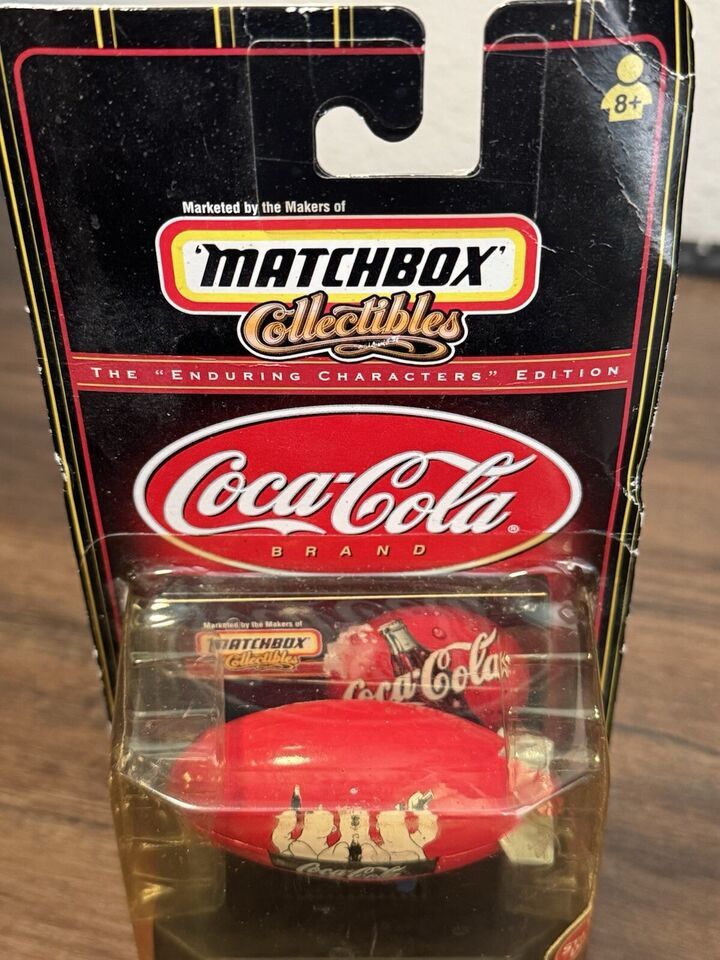 8+
Marketed by the Makers of
'MATCHBOX'
Collectibles
THE "ENDURING CHARACTERS" EDITION
Coca-Cola®
BRAND
Marketed by the Makers of
MATCHBOX
Collectibles
Coca-Cola
Coca-Cola